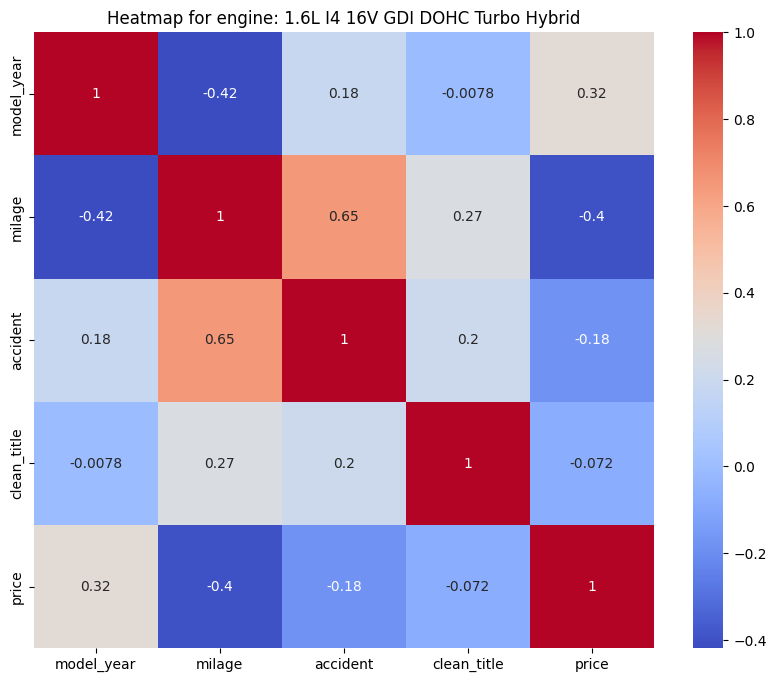 Heatmap for engine: 1.6L I4 16V GDI DOHC Turbo Hybrid
model_year 1 -0.42 0.18 -0.0078 0.32
milage -0.42 1 0.65 0.27 -0.4
accident 0.18 0.65 1 0.2 -0.18
clean_title -0.0078 0.27 0.2 1 -0.072
price 0.32 -0.4 -0.18 -0.072 1
model_year milage accident clean_title price
1.0
0.8
0.6
0.4
0.2
0.0
−0.2
−0.4